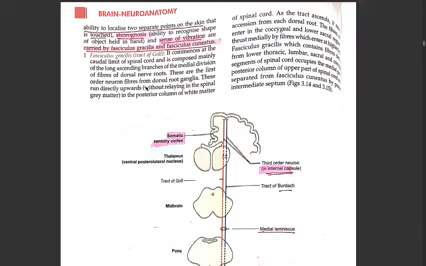 BRAIN-NEUROANATOMY
ability to localise two separate points on the skin that
is touched), stereognosis (ability to recognise shape
of object held in hand) and sense of vibration are
carried by fasciculus gracilis and fasciculus cuneatus.
Fasciculus gracilis (tract of Goll): It commences at the
caudal limit of spinal cord and is composed mainly
of the long ascending branches of the medial division
of fibres of dorsal nerve roots. These are the first
order neuron fibres from dorsal root ganglia. These
run directly upwards (without relaying in the spinal
grey matter) in the posterior column of white matter
of spinal cord. As the tract ascends, it
accession from each dorsal root. The fibres
enter in the coccygeal and lower sacral
thrust medially by fibres which enter at higher
Fasciculus gracilis which contains fibres
from lower thoracic, lumbar, sacral and
segments of spinal cord occupies the medial
posterior column of upper part of spinal cord
separated from fasciculus cuneatus by
intermediate septum (Figs 3.14 and
Somatic
sensory cortex
Thalamus
(ventral posterolateral nucleus)
Third order neuron
(in internal capsule)
Tract of Goll
Tract of Burdach
Midbrain
Medial lemniscus
Pons